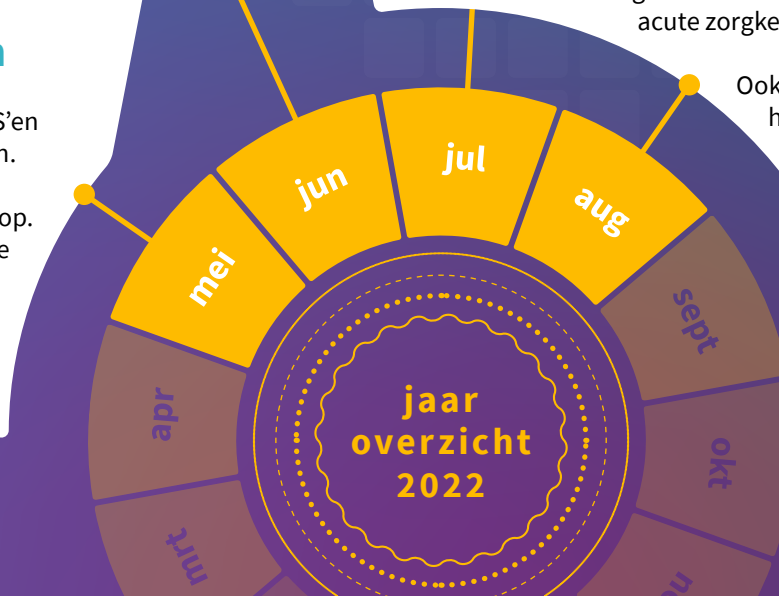 acute zorgke
Ook
h
S'en
n.
op.
e
mei
jun
jul
aug
sept
okt
apr
mrt
jaar
overzicht
2022